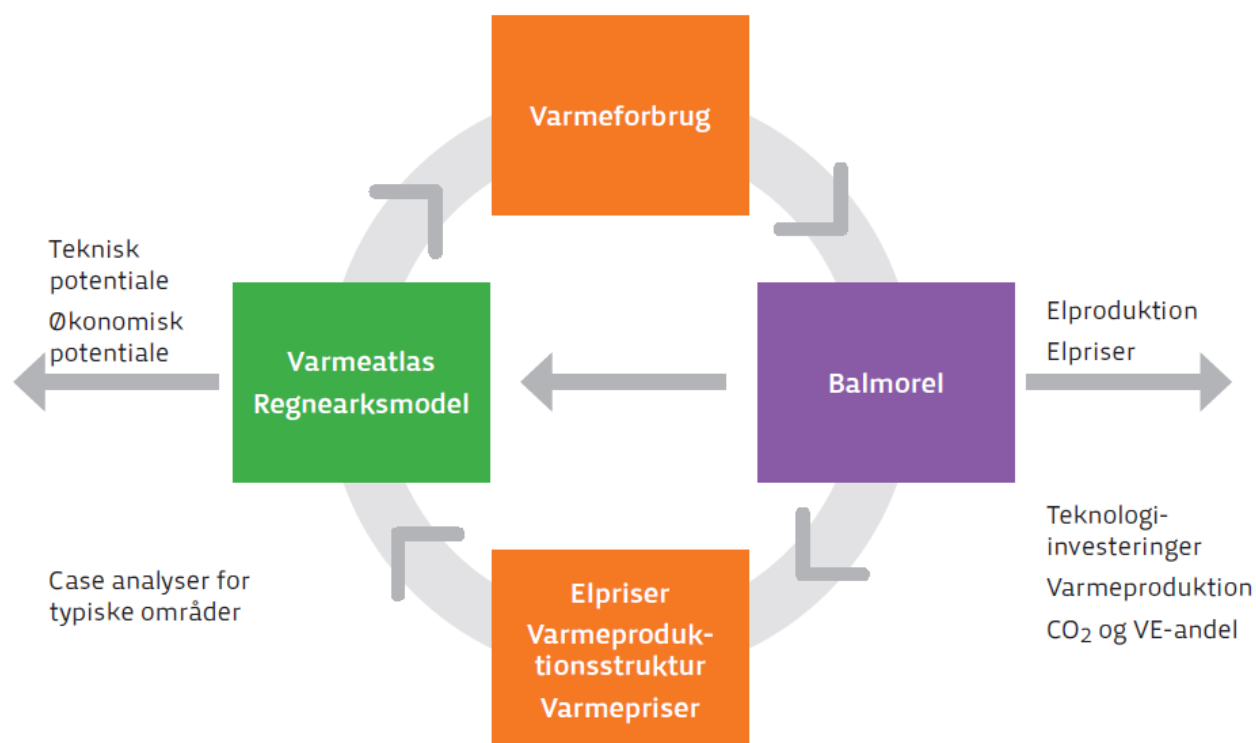 Varmeforbrug
Teknisk
potentiale
Økonomisk
potentiale
Varmeatlas
Regnearksmodel
Balmorel
Elproduktion
Elpriser
Case analyser for
typiske områder
Elpriser
Varmeproduk-
tionsstruktur
Varmepriser
Teknologi-
investeringer
Varmeproduktion
CO₂ og VE-andel